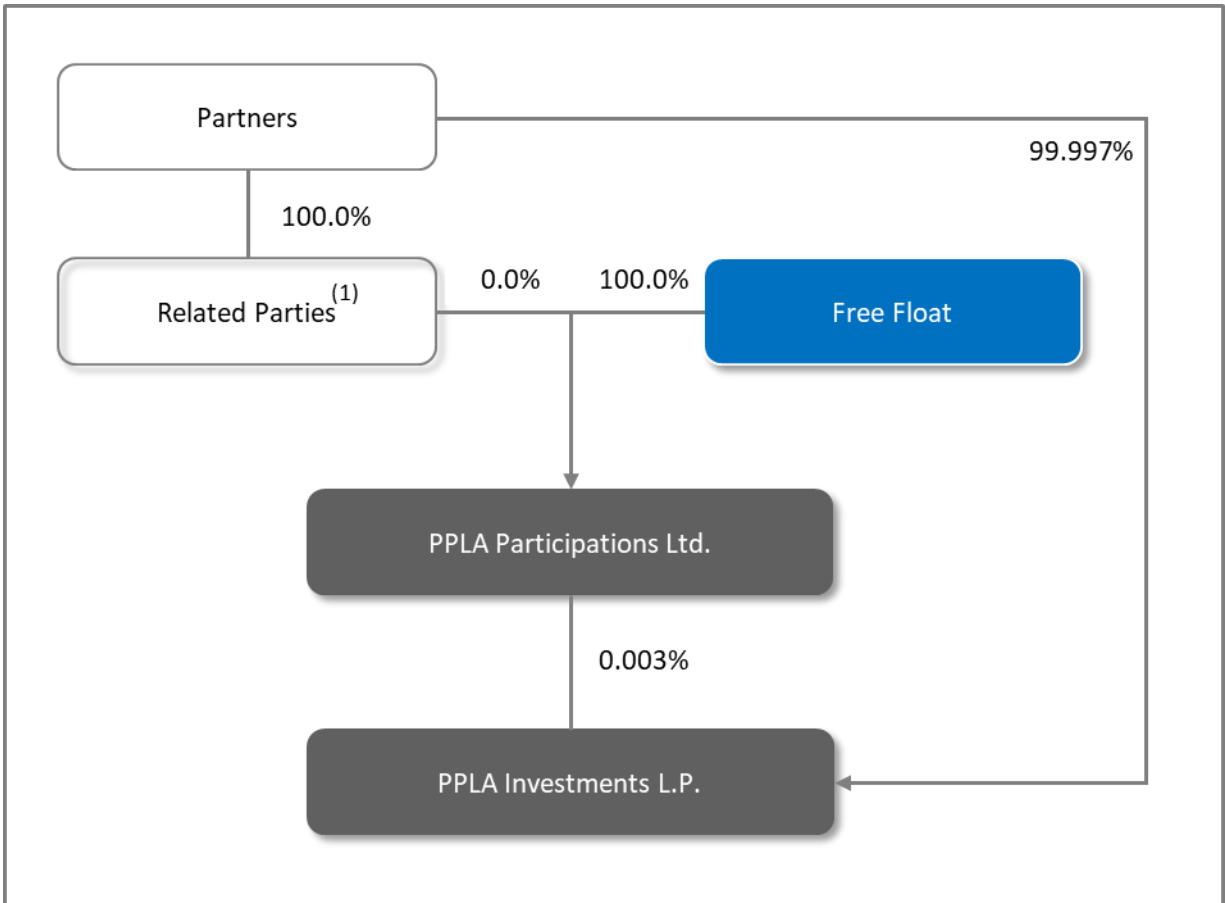 Partners
99.997%
100.0%
Related Parties(1)
0.0%
100.0%
Free Float
PPLA Participations Ltd.
0.003%
PPLA Investments L.P.